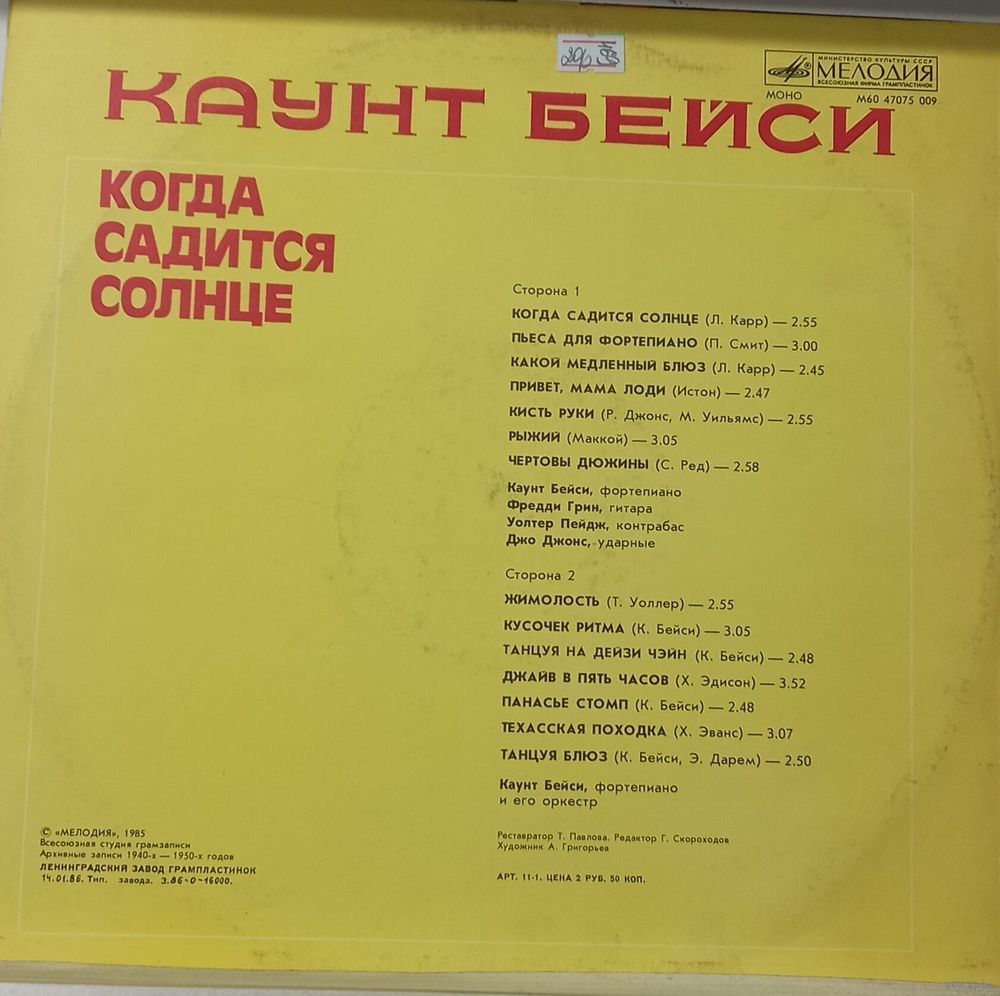 МИНИСТЕРСТВО КУЛЬТУРЫ СССР
МЕЛОДИЯ
ВСЕСОЮЗНАЯ ФИРМА ГРАМПЛАСТИНОК
МОНО М60 47075 009
КАУНТ БЕЙСИ
КОГДА
САДИТСЯ
СОЛНЦЕ
Сторона 1
КОГДА САДИТСЯ СОЛНЦЕ (Л. Карр) — 2.55
ПЬЕСА ДЛЯ ФОРТЕПИАНО (П. Смит) — 3.00
КАКОЙ МЕДЛЕННЫЙ БЛЮЗ (Л. Карр) — 2.45
ПРИВЕТ, МАМА ЛОДИ (Истон) — 2.47
КИСТЬ РУКИ (Р. Джонс, М. Уильямс) — 2.55
РЫЖИЙ (Маккой) — 3.05
ЧЕРТОВЫ ДЮЖИНЫ (С. Ред) — 2.58
Каунт Бейси, фортепиано
Фредди Грин, гитара
Уолтер Пейдж, контрабас
Джо Джонс, ударные
Сторона 2
ЖИМОЛОСТЬ (Т. Уоллер) — 2.55
КУСОЧЕК РИТМА (К. Бейси) — 3.05
ТАНЦУЯ НА ДЕЙЗИ ЧЭЙН (К. Бейси) — 2.48
ДЖАЙВ В ПЯТЬ ЧАСОВ (Х. Эдисон) — 3.52
ПАНАСЬЕ СТОМП (К. Бейси) — 2.48
ТЕХАССКАЯ ПОХОДКА (Х. Эванс) — 3.07
ТАНЦУЯ БЛЮЗ (К. Бейси, Э. Дарем) — 2.50
Каунт Бейси, фортепиано
и его оркестр
© «МЕЛОДИЯ», 1985
Всесоюзная студия грамзаписи
Архивные записи 1940-х — 1950-х годов
ЛЕНИНГРАДСКИЙ ЗАВОД ГРАМПЛАСТИНОК
14.01.86. Тип. завода. З.86-0-16000.
Реставратор Т. Павлова. Редактор Г. Скороходов
Художник А. Григорьев
АРТ. 11-1. ЦЕНА 2 РУБ. 50 КОП.